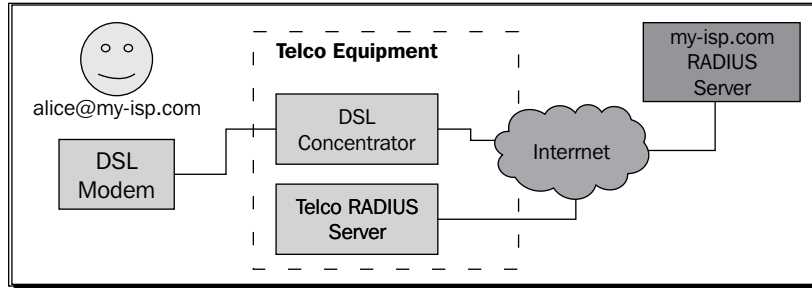 Telco Equipment
my-isp.com
RADIUS
Server
alice@my-isp.com
DSL
Concentrator
DSL
Modem
Internet
Telco RADIUS
Server